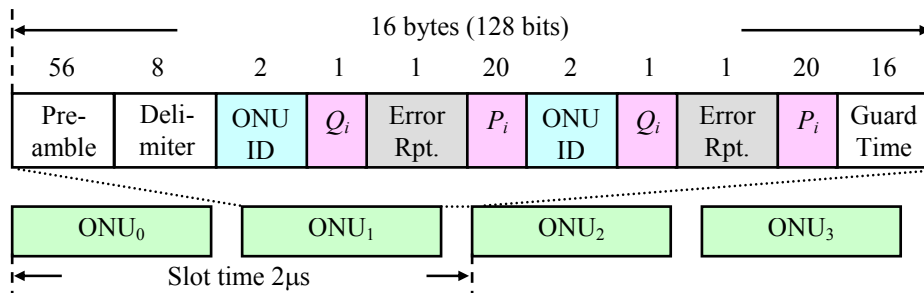 16 bytes (128 bits)
56 8 2 1 1 20 2 1 1 20 16
Pre-
amble
Deli-
miter
ONU
ID
Qi
Error
Rpt.
Pi
ONU
ID
Qi
Error
Rpt.
Pi
Guard
Time
ONU0 ONU1 ONU2 ONU3
Slot time 2μs